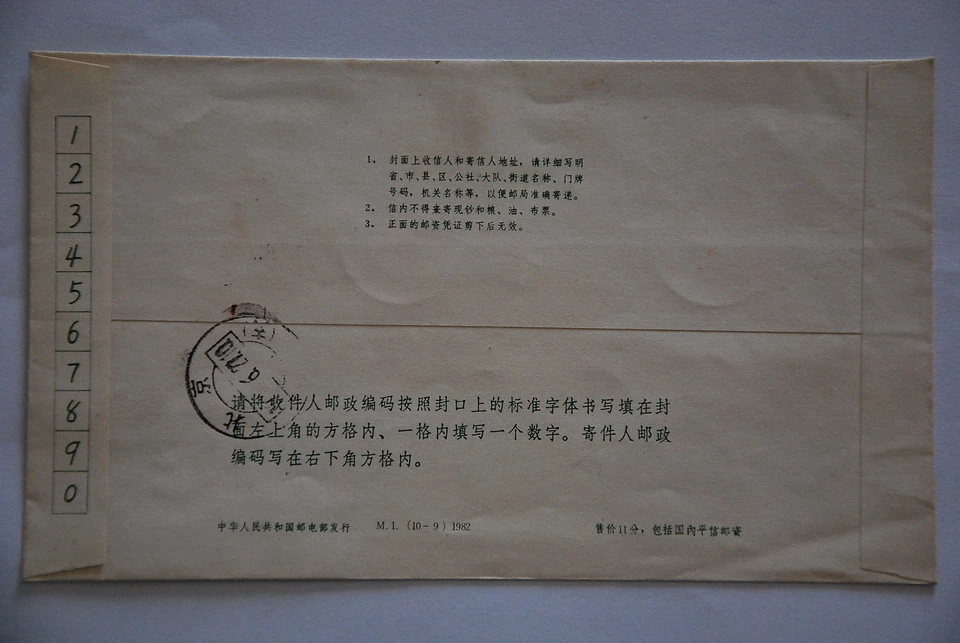 1
2
3
4
5
6
7
8
9
0
1. 封面上收信人和寄信人地址，请详细写明
省、市、县、区、公社、大队、街道名称、门牌
号码，机关名称等，以便邮局准确寄递。
2. 信内不得夹寄现钞和粮、油、布票。
3. 正面的邮资凭证剪下后无效。
北京
请将收件人邮政编码按照封口上的标准字体书写填在封
面左上角的方格内、一格内填写一个数字。寄件人邮政
编码写在右下角方格内。
中华人民共和国邮电部发行 M.I. (10-9) 1982
售价11分，包括国内平信邮资